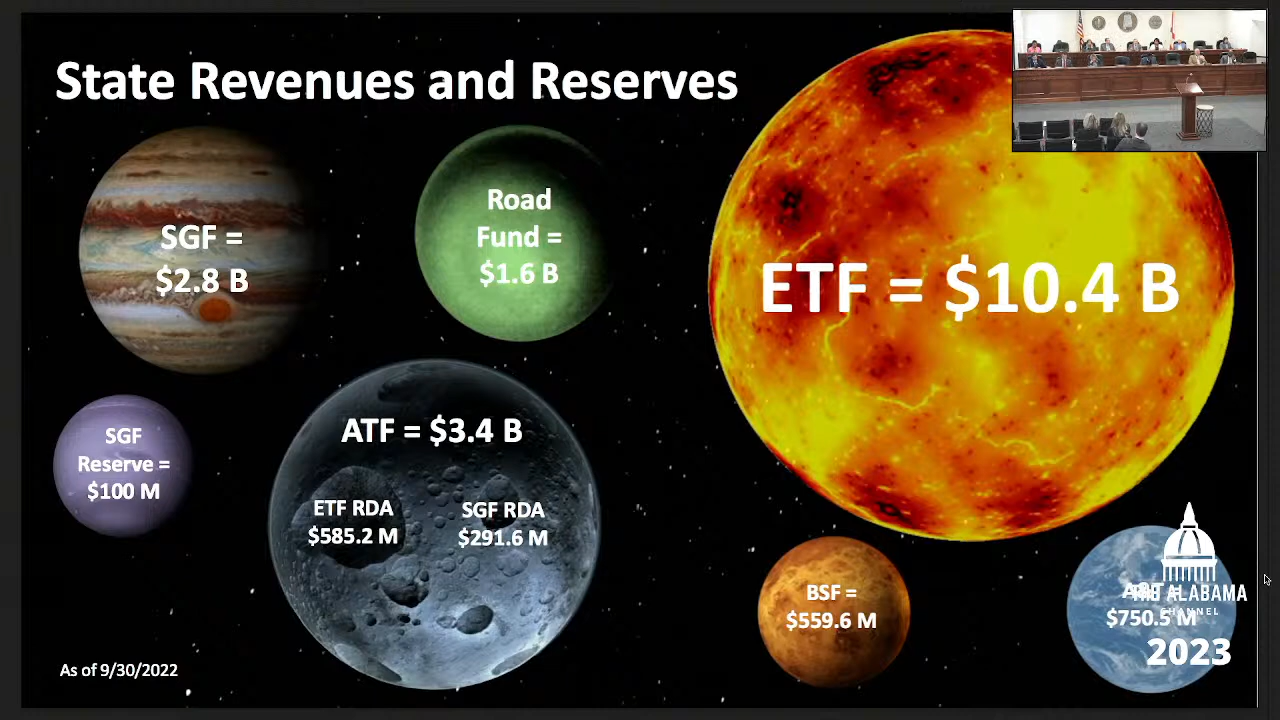 State Revenues and Reserves
SGF =
$2.8 B
Road
Fund =
$1.6 B
ETF = $10.4 B
SGF
Reserve =
$100 M
ATF = $3.4 B
ETF RDA
$585.2 M
SGF RDA
$291.6 M
BSF =
$559.6 M
$750.5 M
THE ALABAMA
CHANNEL
2023
As of 9/30/2022